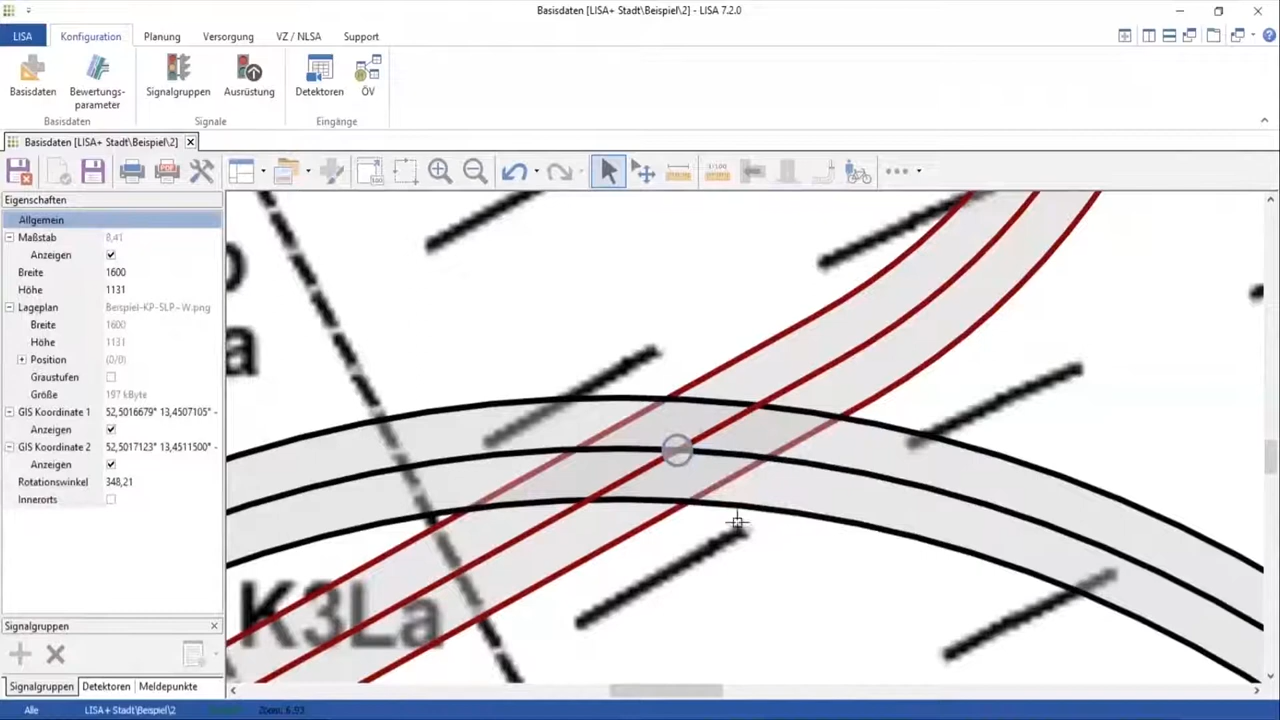 Basisdaten [LISA+ Stadt\Beispiel\2] - LISA 7.2.0
LISA Konfiguration Planung Versorgung VZ / NLSA Support
Basisdaten Bewertungs- Signalgruppen Ausrüstung Detektoren ÖV
parameter
Basisdaten Signale Eingänge
Basisdaten [LISA+ Stadt\Beispiel\2]
Eigenschaften
Allgemein
Maßstab 8,41
Anzeigen
Breite 1600
Höhe 1131
Lageplan Beispiel-KP-SLP--W.png
Breite 1600
Höhe 1131
Position (0/0)
Graustufen
Größe 197 kByte
GIS Koordinate 1 52,5016679° 13,4507105° -
Anzeigen
GIS Koordinate 2 52,5017123° 13,4511500° -
Anzeigen
Rotationswinkel 348,21
Innerorts
a
K3La
Signalgruppen
Signalgruppen Detektoren Meldepunkte
Alle LISA+ Stadt\Beispiel\2 Zoom: 6.93